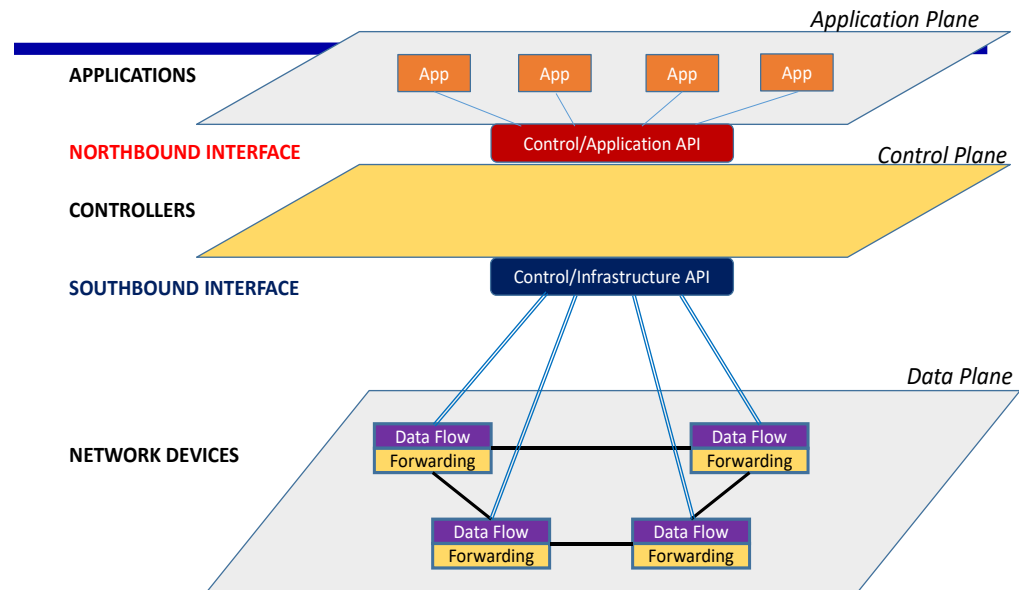 Application Plane
APPLICATIONS
App
App
App
App
Control/Application API
NORTHBOUND INTERFACE
Control Plane
CONTROLLERS
Control/Infrastructure API
SOUTHBOUND INTERFACE
Data Plane
Data Flow
Data Flow
NETWORK DEVICES
Forwarding
Forwarding
Data Flow
Data Flow
Forwarding
Forwarding